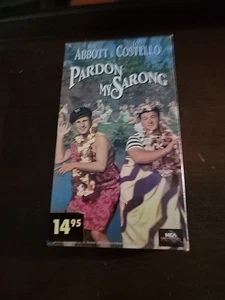 ABBOTT & COSTELLO
PARDON
MY SARONG
14.95
MCA